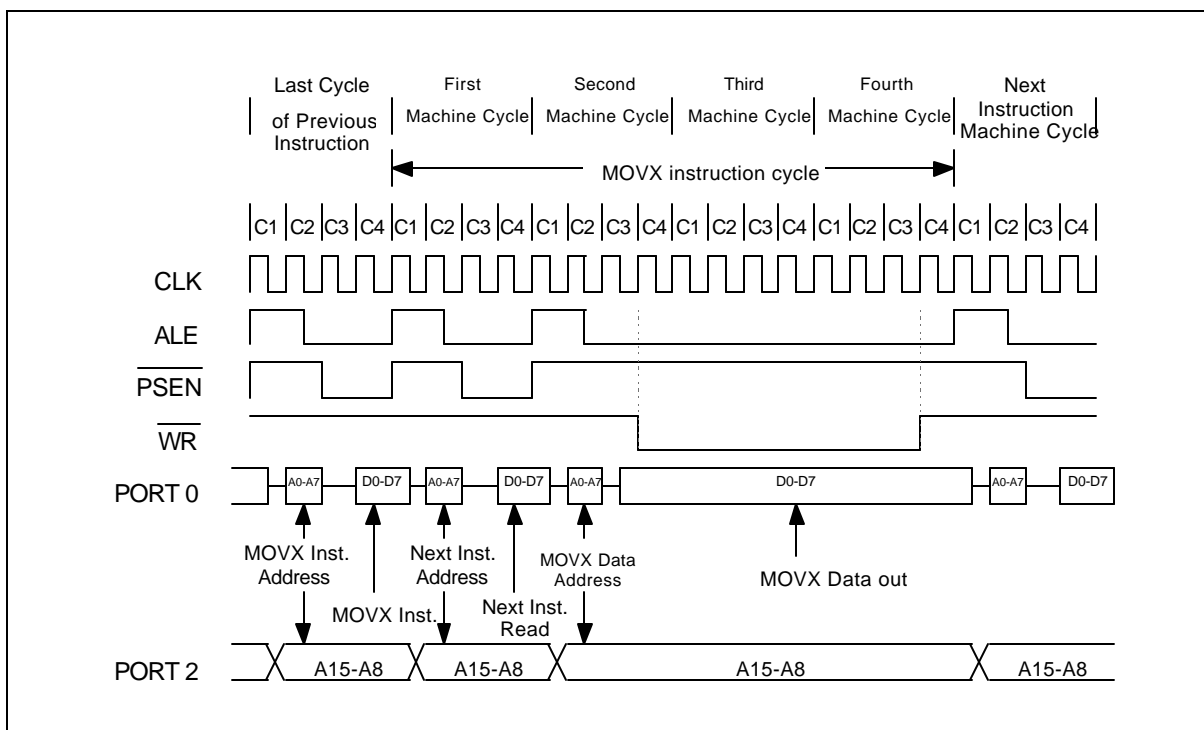 Last Cycle
of Previous
Instruction
First
Machine Cycle
Second
Machine Cycle
Third
Machine Cycle
Fourth
Machine Cycle
Next
Instruction
Machine Cycle
MOVX instruction cycle
C1 C2 C3 C4 C1 C2 C3 C4 C1 C2 C3 C4 C1 C2 C3 C4 C1 C2 C3 C4 C1 C2 C3 C4
CLK
ALE
PSEN
WR
PORT 0
A0-A7 D0-D7 A0-A7 D0-D7 A0-A7 D0-D7 A0-A7 D0-D7
MOVX Inst.
Address
MOVX Inst.
Next Inst.
Address
Next Inst.
Read
MOVX Data
Address
MOVX Data out
PORT 2
A15-A8 A15-A8 A15-A8 A15-A8